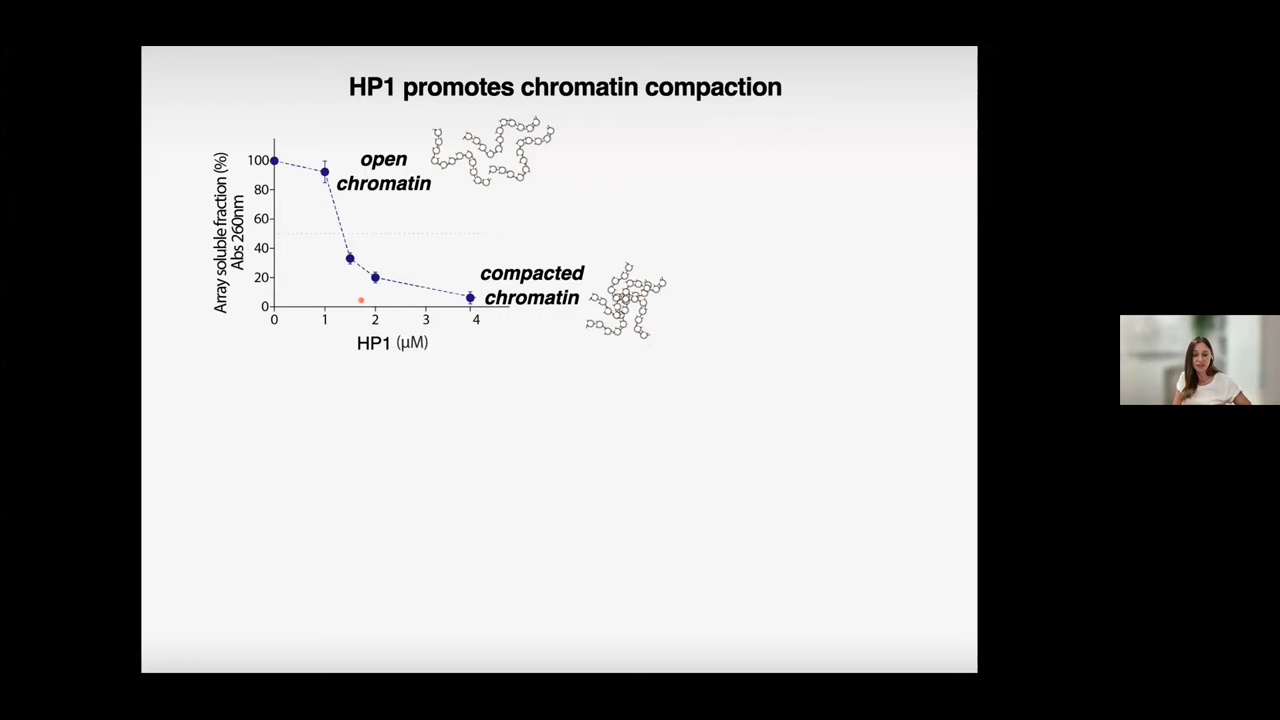 HP1 promotes chromatin compaction
Array soluble fraction (%)
Abs 260nm
100
80
60
40
20
0
open
chromatin
compacted
chromatin
0 1 2 3 4
HP1 (μM)